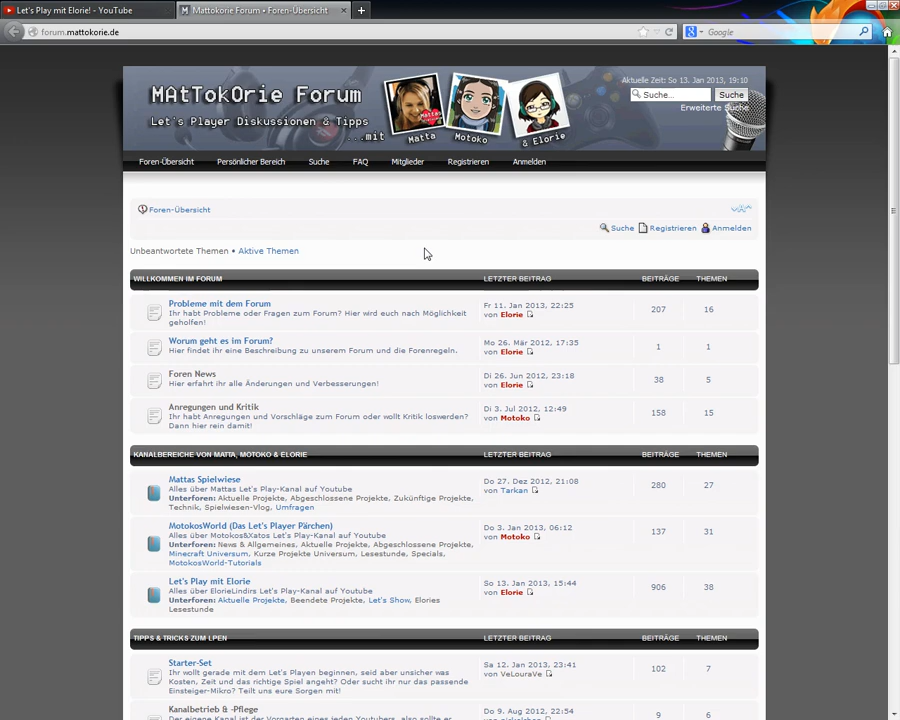 Let's Play mit Elorie! - YouTube
Mattokorie Forum • Foren-Übersicht
forum.mattokorie.de
Google
MAtTokOrie Forum
Let's Player Diskussionen & Tipps
...mit
Matta
Motoko
& Elorie
Aktuelle Zeit: So 13. Jan 2013, 19:10
Suche...
Suche
Erweiterte Suche
Foren-Übersicht Persönlicher Bereich Suche FAQ Mitglieder Registrieren Anmelden
Foren-Übersicht
Suche Registrieren Anmelden
Unbeantwortete Themen • Aktive Themen
WILLKOMMEN IM FORUM LETZTER BEITRAG BEITRÄGE THEMEN
Probleme mit dem Forum
Ihr habt Probleme oder Fragen zum Forum? Hier wird euch nach Möglichkeit
geholfen!
Fr 11. Jan 2013, 22:25
von Elorie
207 16
Worum geht es im Forum?
Hier findet ihr eine Beschreibung zu unserem Forum und die Forenregeln.
Mo 26. Mär 2012, 17:35
von Elorie
1 1
Foren News
Hier erfahrt ihr alle Änderungen und Verbesserungen!
Di 26. Jun 2012, 23:18
von Elorie
38 5
Anregungen und Kritik
Ihr habt Anregungen und Vorschläge zum Forum oder wollt Kritik loswerden?
Dann hier rein damit!
Di 3. Jul 2012, 12:49
von Motoko
158 15
KANALBEREICHE VON MATTA, MOTOKO & ELORIE LETZTER BEITRAG BEITRÄGE THEMEN
Mattas Spielwiese
Alles über Mattas Let's Play-Kanal auf Youtube
Unterforen: Aktuelle Projekte, Abgeschlossene Projekte, Zukünftige Projekte,
Technik, Spielwiesen-Vlog, Umfragen
Do 27. Dez 2012, 21:08
von Tarkan
280 27
MotokosWorld (Das Let's Player Pärchen)
Alles über Motokos&Xatos Let's Play-Kanal auf Youtube
Unterforen: News & Allgemeines, Aktuelle Projekte, Abgeschlossene Projekte,
Minecraft Universum, Kurze Projekte Universum, Lesestunde, Specials,
MotokosWorld-Tutorials
Do 3. Jan 2013, 06:12
von Motoko
137 31
Let's Play mit Elorie
Alles über ElorieLindirs Let's Play-Kanal auf Youtube
Unterforen: Aktuelle Projekte, Beendete Projekte, Let's Show, Elories
Lesestunde
So 13. Jan 2013, 15:44
von Elorie
906 38
TIPPS & TRICKS ZUM LPEN LETZTER BEITRAG BEITRÄGE THEMEN
Starter-Set
Ihr wollt gerade mit dem Let's Playen beginnen, seid aber unsicher was
Kosten, Zeit und das richtige Spiel angeht? Oder sucht ihr nur das passende
Einsteiger-Mikro? Teilt uns eure Sorgen mit!
Sa 12. Jan 2013, 23:41
von VeLouraVe
102 7
Kanalbetrieb & -Pflege
Der eigene Kanal ist der Vorgarten eines jeden Youtubers, also sollte er
Do 9. Aug 2012, 22:54
9 6